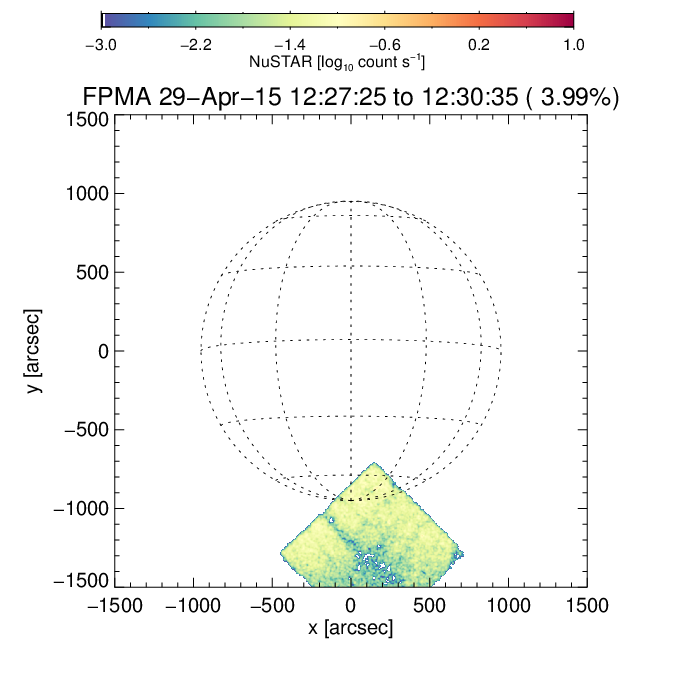 −3.0 −2.2 −1.4 −0.6 0.2 1.0
NuSTAR [log₁₀ count s⁻¹]
FPMA 29−Apr−15 12:27:25 to 12:30:35 ( 3.99%)
1500
1000
500
0
−500
−1000
−1500
y [arcsec]
−1500 −1000 −500 0 500 1000 1500
x [arcsec]